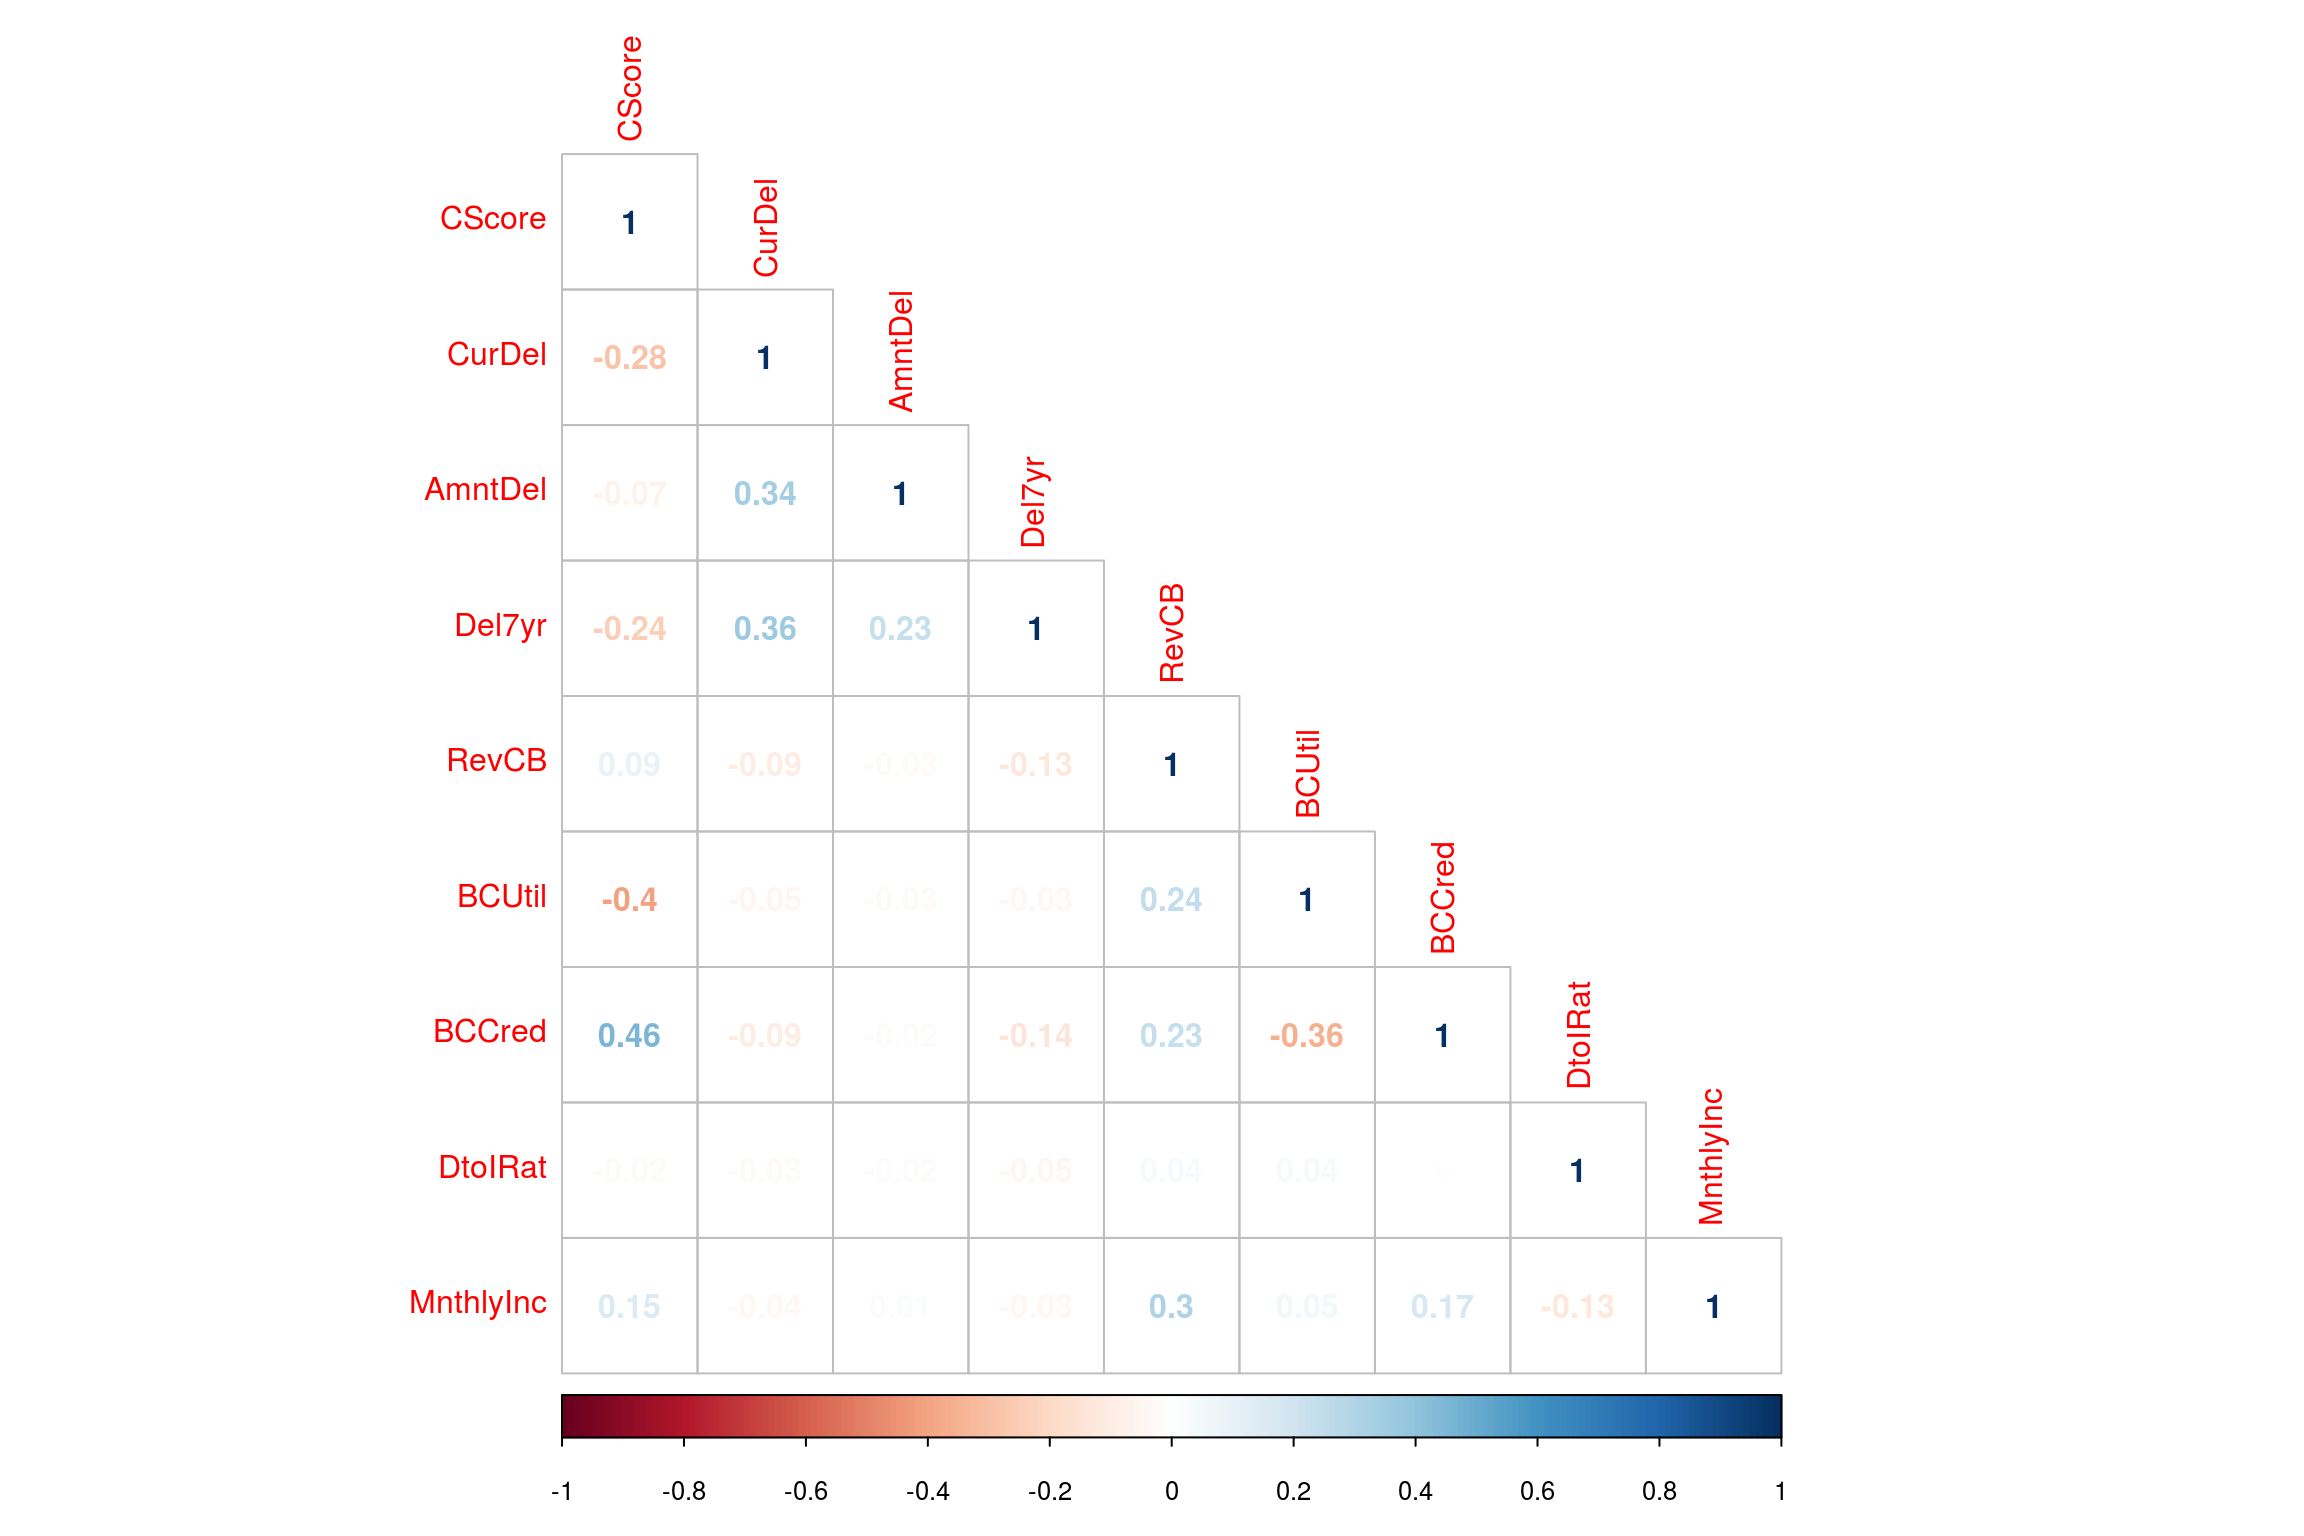 CScore
CScore 1 CurDel
CurDel -0.28 1 AmntDel
AmntDel -0.07 0.34 1 Del7yr
Del7yr -0.24 0.36 0.23 1 RevCB
RevCB 0.09 -0.09 -0.03 -0.13 1 BCUtil
BCUtil -0.4 -0.05 -0.03 -0.03 0.24 1 BCCred
BCCred 0.46 -0.09 -0.02 -0.14 0.23 -0.36 1 DtoIRat
DtoIRat -0.02 -0.03 -0.02 -0.05 0.04 0.04 1 MnthlyInc
MnthlyInc 0.15 -0.04 0.01 -0.03 0.3 0.05 0.17 -0.13 1
-1 -0.8 -0.6 -0.4 -0.2 0 0.2 0.4 0.6 0.8 1